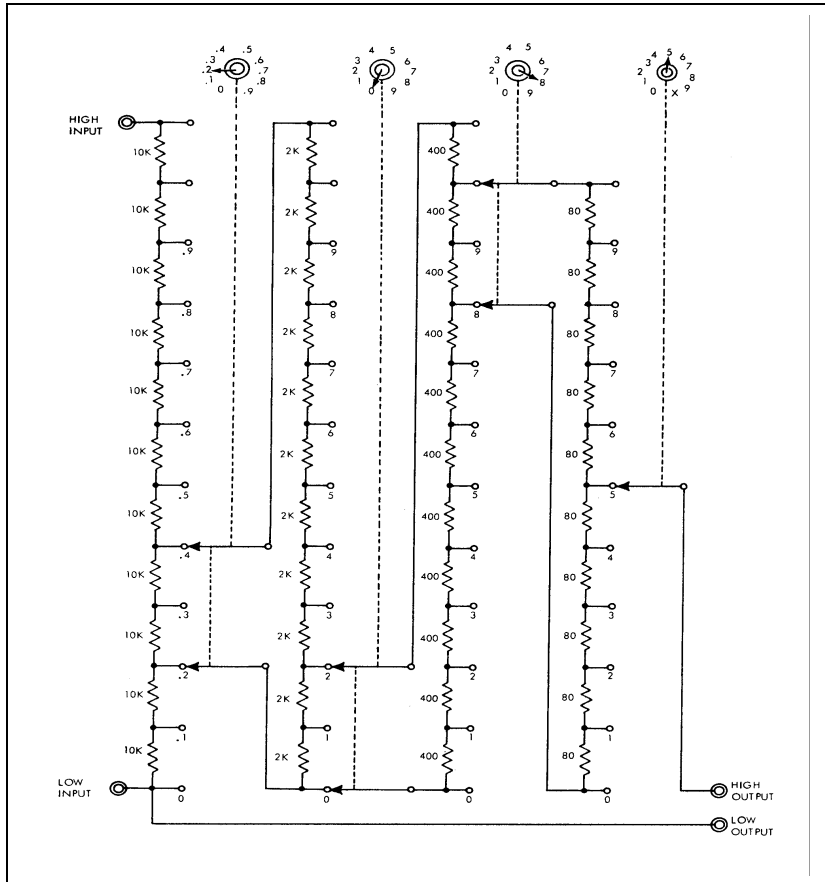 .4 .5 4 5 4 5 4 5 6
.3 .6 3 6 3 6 3 7
.2 .7 2 7 2 7 2 8
.1 .8 1 8 1 8 1 9
0 .9 0 9 0 9 0 X
HIGH
INPUT
10K 2K 400
10K 2K 400 80
.9 9 9 9
10K 2K 400 80
.8 8 8 8
10K 2K 400 80
.7 7 7 7
10K 2K 400 80
.6 6 6 6
10K 2K 400 80
.5 5 5 5
10K 2K 400 80
.4 4 4 4
10K 2K 400 80
.3 3 3 3
10K 2K 400 80
.2 2 2 2
10K 2K 400 80
.1 1 1 1
10K 2K 400 80
LOW
INPUT
0 0 0 0
HIGH
OUTPUT
LOW
OUTPUT